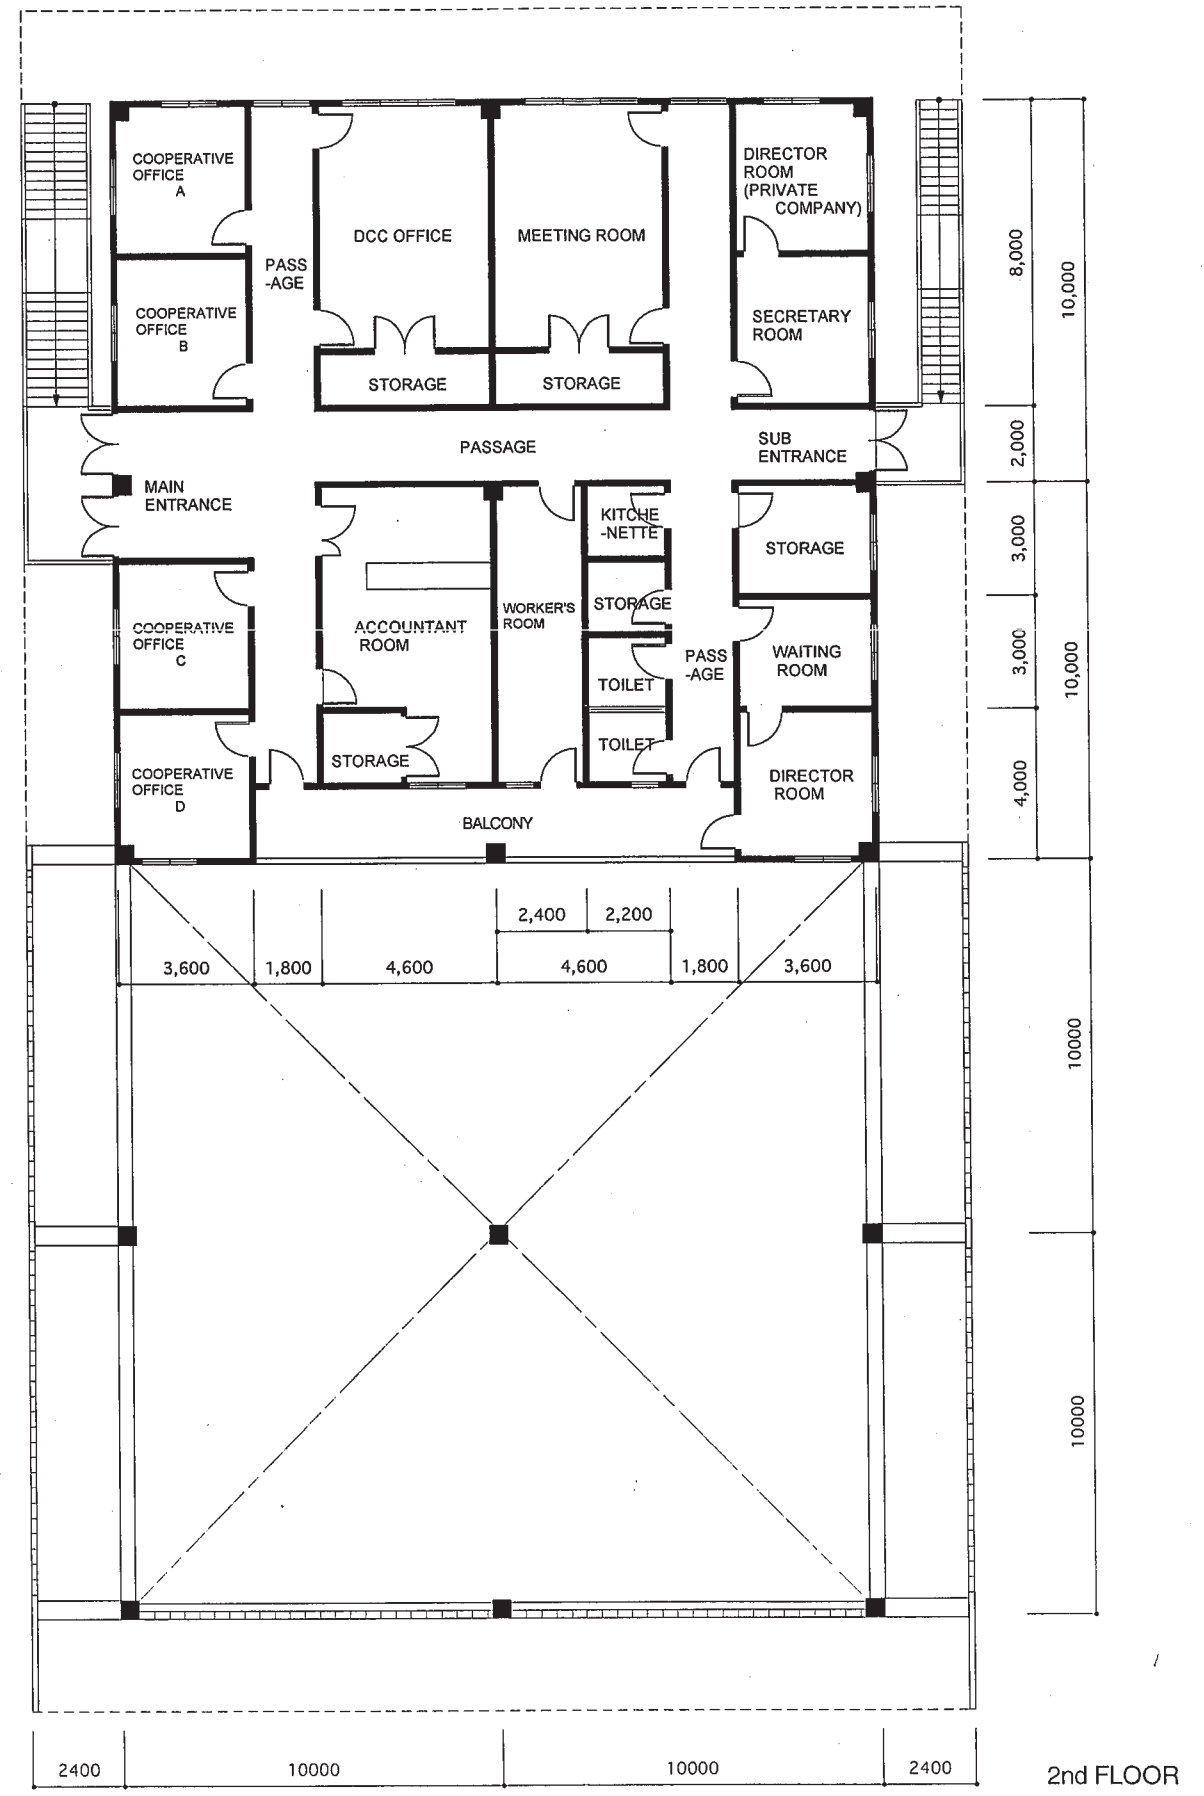 COOPERATIVE
OFFICE
A
DIRECTOR
ROOM
(PRIVATE
COMPANY)
DCC OFFICE
MEETING ROOM
PASS
-AGE
COOPERATIVE
OFFICE
B
SECRETARY
ROOM
STORAGE
STORAGE
8,000
10,000
PASSAGE
SUB
ENTRANCE
2,000
MAIN
ENTRANCE
KITCHE
-NETTE
STORAGE
3,000
STORAGE
WORKER'S
ROOM
COOPERATIVE
OFFICE
C
ACCOUNTANT
ROOM
PASS
-AGE
WAITING
ROOM
3,000
10,000
TOILET
TOILET
STORAGE
COOPERATIVE
OFFICE
D
DIRECTOR
ROOM
4,000
BALCONY
2,400
2,200
3,600
1,800
4,600
4,600
1,800
3,600
10000
10000
2400
10000
10000
2400
2nd FLOOR